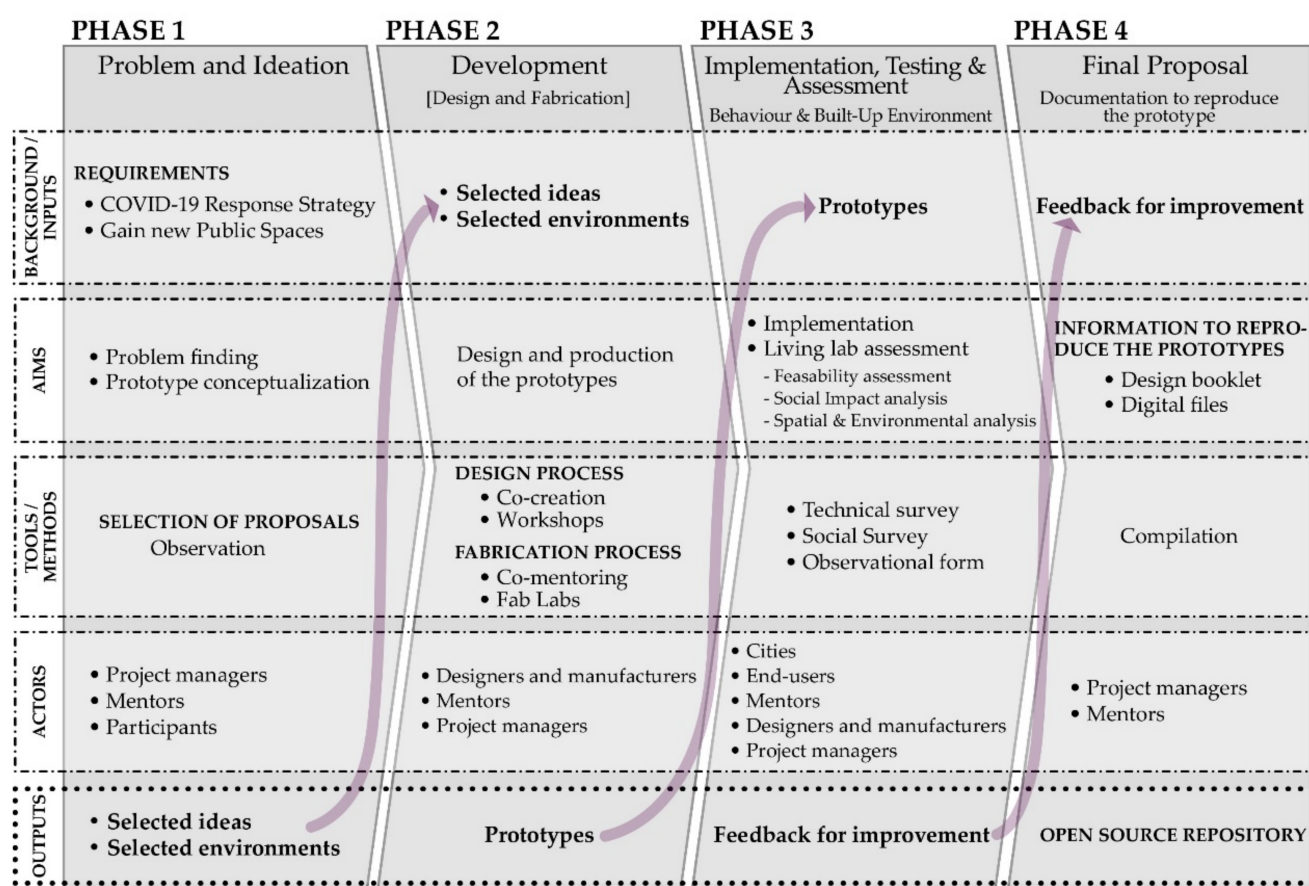 PHASE 1
PHASE 2
PHASE 3
PHASE 4
Problem and Ideation
Development
[Design and Fabrication]
Implementation, Testing &
Assessment
Behaviour & Built-Up Environment
Final Proposal
Documentation to reproduce
the prototype
BACKGROUND /
INPUTS
REQUIREMENTS
• COVID-19 Response Strategy
• Gain new Public Spaces
• Selected ideas
• Selected environments
Prototypes
Feedback for improvement
AIMS
• Problem finding
• Prototype conceptualization
Design and production
of the prototypes
• Implementation
• Living lab assessment
- Feasability assessment
- Social Impact analysis
- Spatial & Environmental analysis
INFORMATION TO REPRO-
DUCE THE PROTOTYPES
• Design booklet
• Digital files
TOOLS /
METHODS
SELECTION OF PROPOSALS
Observation
DESIGN PROCESS
• Co-creation
• Workshops
FABRICATION PROCESS
• Co-mentoring
• Fab Labs
• Technical survey
• Social Survey
• Observational form
Compilation
ACTORS
• Project managers
• Mentors
• Participants
• Designers and manufacturers
• Mentors
• Project managers
• Cities
• End-users
• Mentors
• Designers and manufacturers
• Project managers
• Project managers
• Mentors
OUTPUTS
• Selected ideas
• Selected environments
Prototypes
Feedback for improvement
OPEN SOURCE REPOSITORY